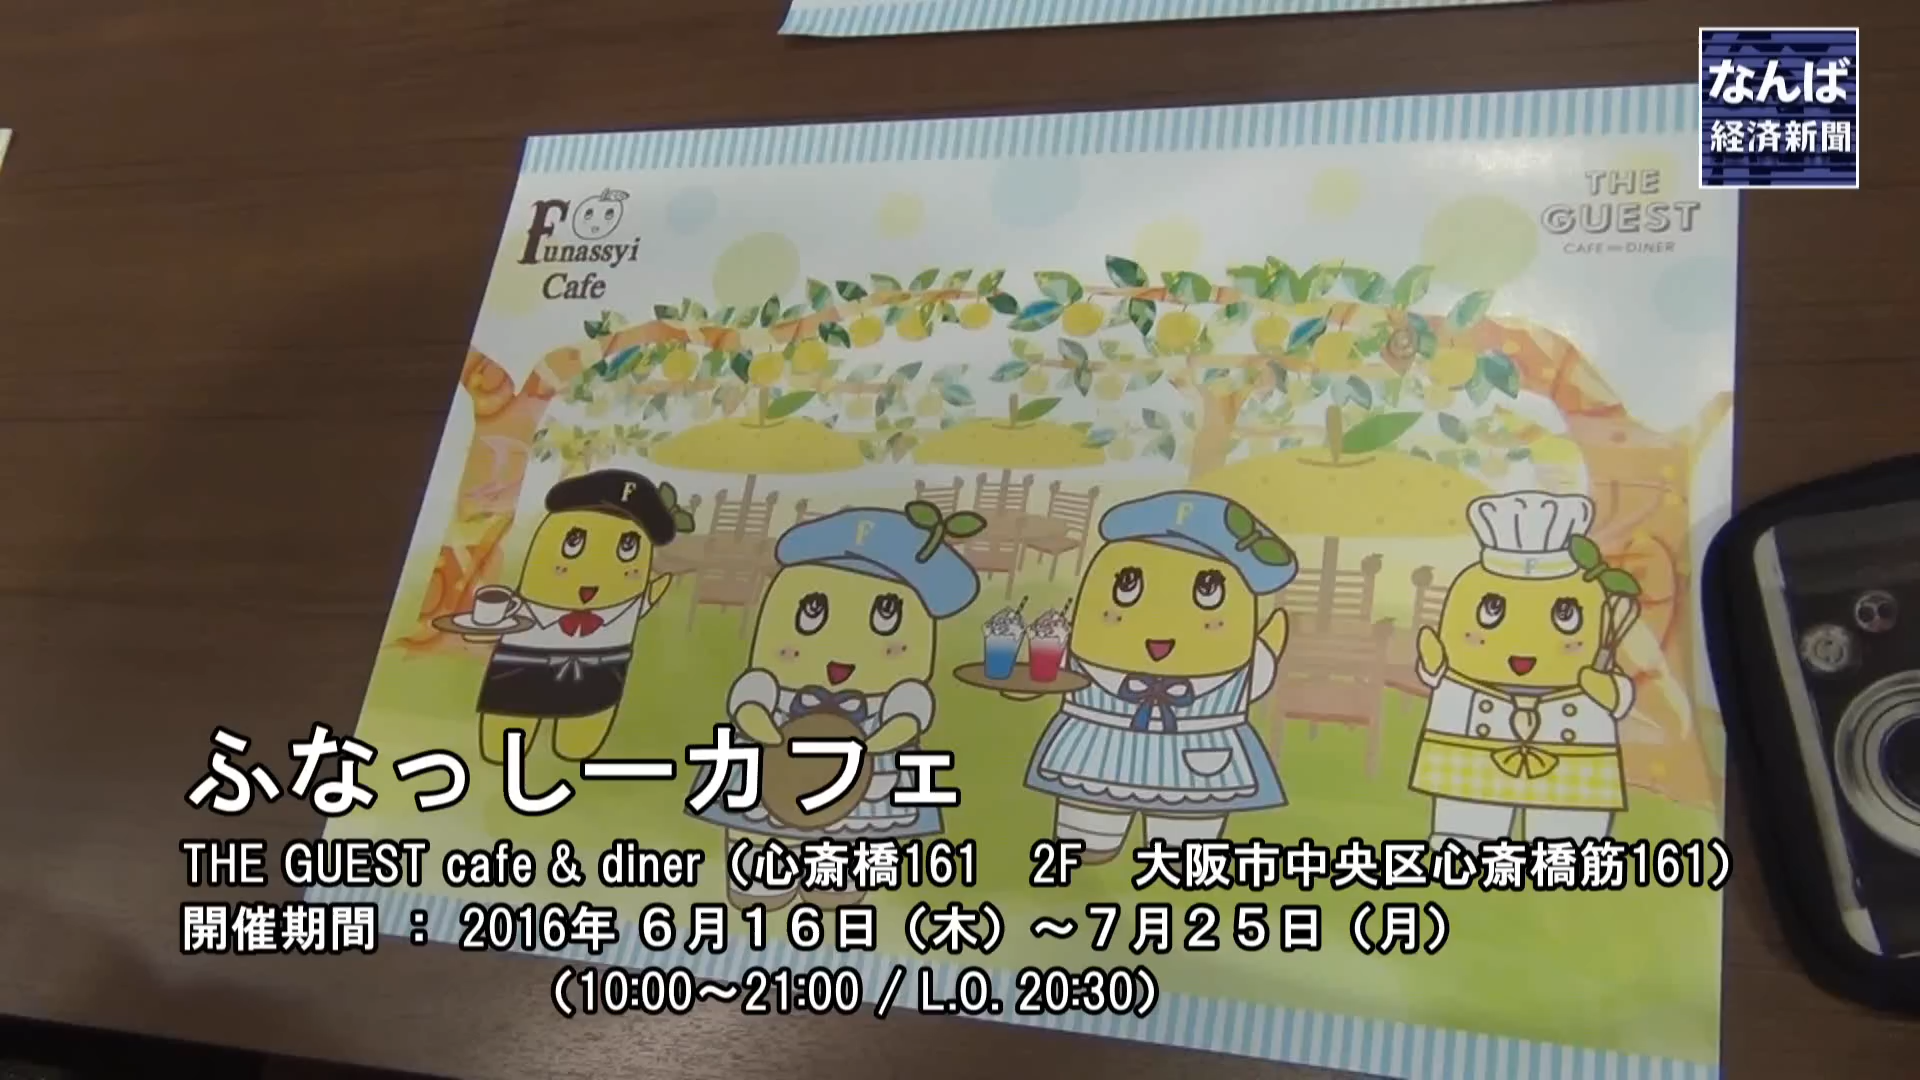 なんば
経済新聞
THE
GUEST
CAFE AND DINER
Funassyi
Cafe
F
F
F
F
ふなっしーカフェ
THE GUEST cafe & diner（心斎橋161　2F　大阪市中央区心斎橋筋161）
開催期間 ： 2016年 ６月１６日（木）～７月２５日（月）
（10:00～21:00 / L.O. 20:30）